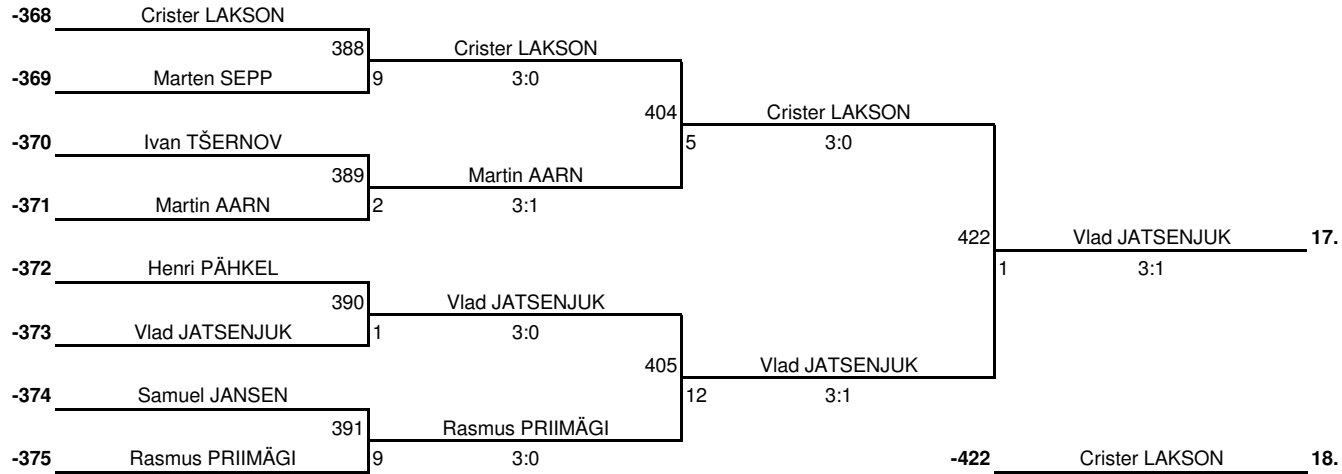 -368 Crister LAKSON
388 Crister LAKSON
-369 Marten SEPP 9 3:0
404 Crister LAKSON
-370 Ivan TŠERNOV 5 3:0
389 Martin AARN
-371 Martin AARN 2 3:1
422 Vlad JATSENJUK 17.
-372 Henri PÄHKEL 1 3:1
390 Vlad JATSENJUK
-373 Vlad JATSENJUK 1 3:0
405 Vlad JATSENJUK
-374 Samuel JANSEN 12 3:1
391 Rasmus PRIIMÄGI
-375 Rasmus PRIIMÄGI 9 3:0 -422 Crister LAKSON 18.